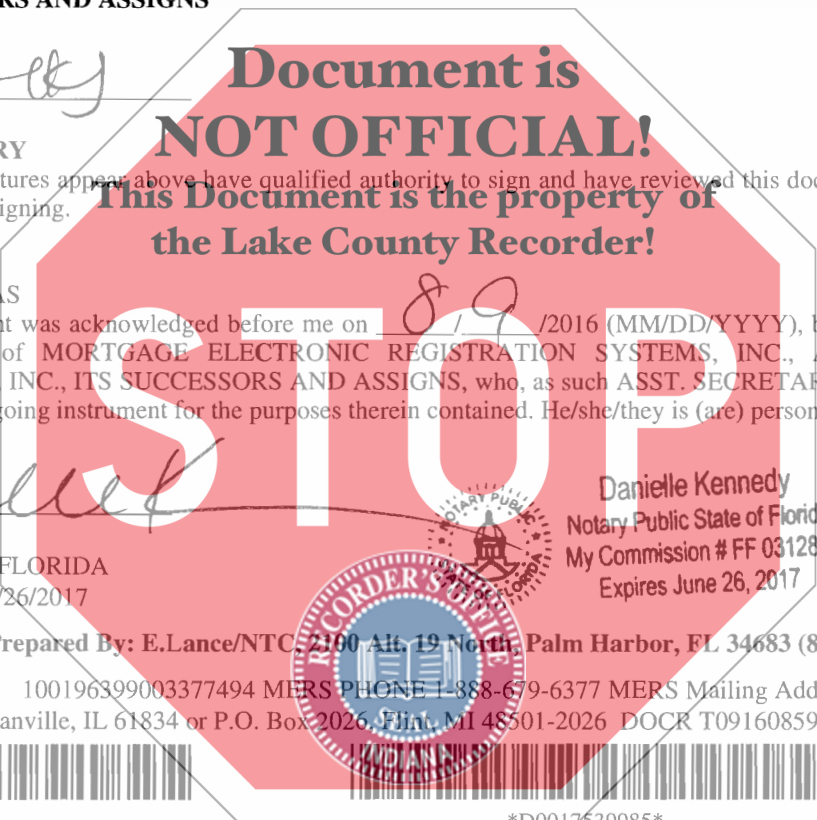 RS AND ASSIGNS
Document is
NOT OFFICIAL!
RY
tures appear above have qualified authority to sign and have reviewed this doc
igning.
This Document is the property of
the Lake County Recorder!
AS
nt was acknowledged before me on 8 / 9 /2016 (MM/DD/YYYY), b
of MORTGAGE ELECTRONIC REGISTRATION SYSTEMS, INC., A
, INC., ITS SUCCESSORS AND ASSIGNS, who, as such ASST. SECRETAR
going instrument for the purposes therein contained. He/she/they is (are) person
STOP
Danielle Kennedy
Notary Public State of Florid
My Commission # FF 03128
Expires June 26, 2017
NOTARY PUBLIC
STATE OF FLORIDA
FLORIDA
/26/2017
RECORDER'S OFFICE
repared By: E.Lance/NTC, 2100 Alt. 19 North, Palm Harbor, FL 34683 (8
100196399003377494 MERS PHONE 1-888-679-6377 MERS Mailing Add
anville, IL 61834 or P.O. Box 2026, Flint, MI 48501-2026 DOCR T09160859
SEAL
INDIANA
*D0017539985*